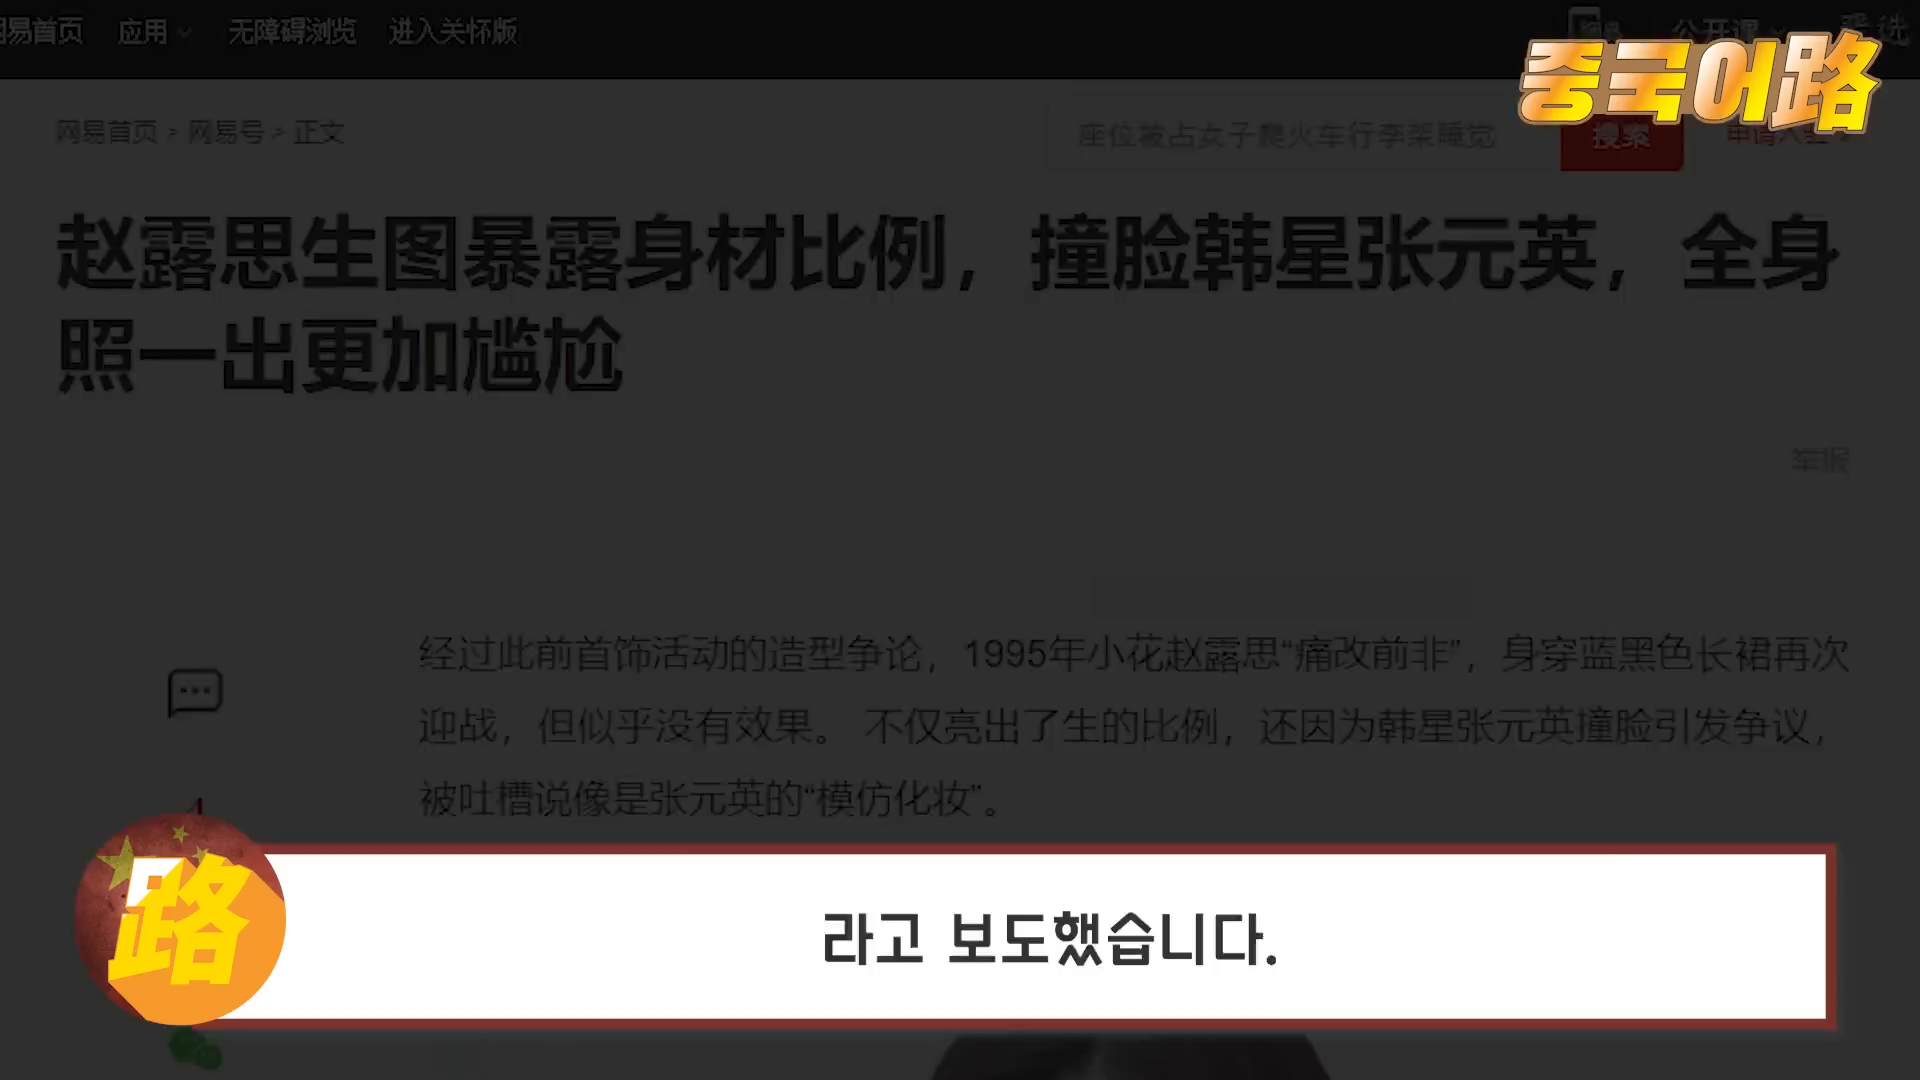 网易首页 应用 无障碍浏览 进入关怀版 公开课
中国어路
网易首页 > 网易号 > 正文
座位被占女子爬火车行李架睡觉 搜索
赵露思生图暴露身材比例，撞脸韩星张元英，全身
照一出更加尴尬
经过此前首饰活动的造型争论，1995年小花赵露思“痛改前非”，身穿蓝黑色长裙再次
迎战，但似乎没有效果。 不仅亮出了生的比例，还因为韩星张元英撞脸引发争议，
被吐槽说像是张元英的“模仿化妆”。
路
라고 보도했습니다.